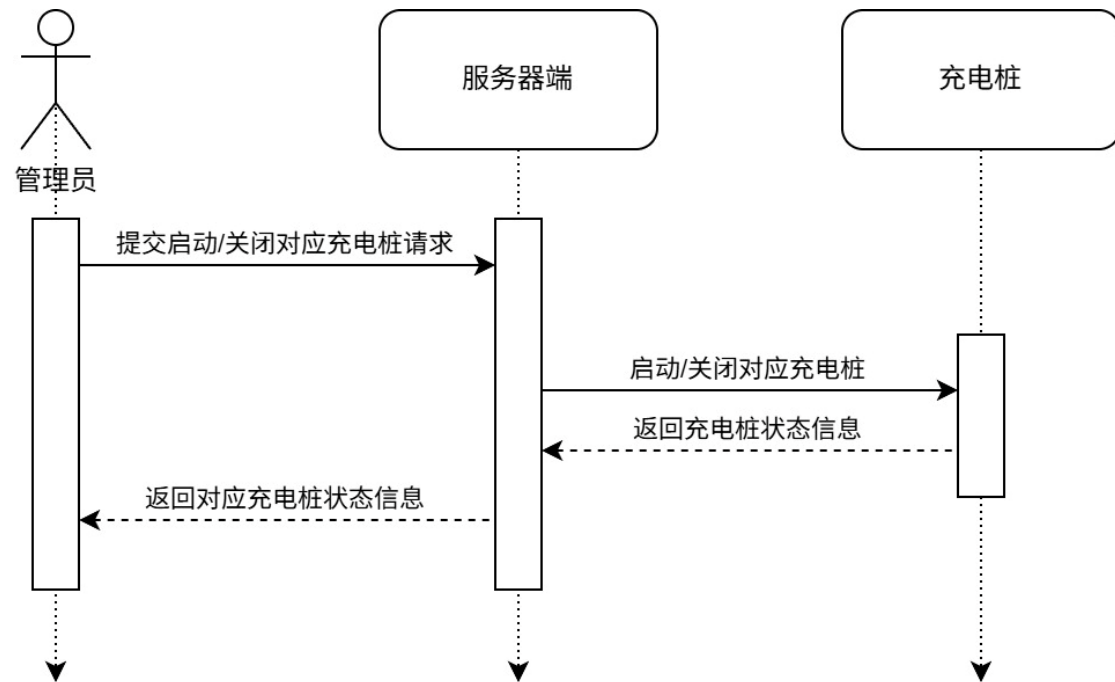 服务器端
充电桩
管理员
提交启动/关闭对应充电桩请求
启动/关闭对应充电桩
返回充电桩状态信息
返回对应充电桩状态信息